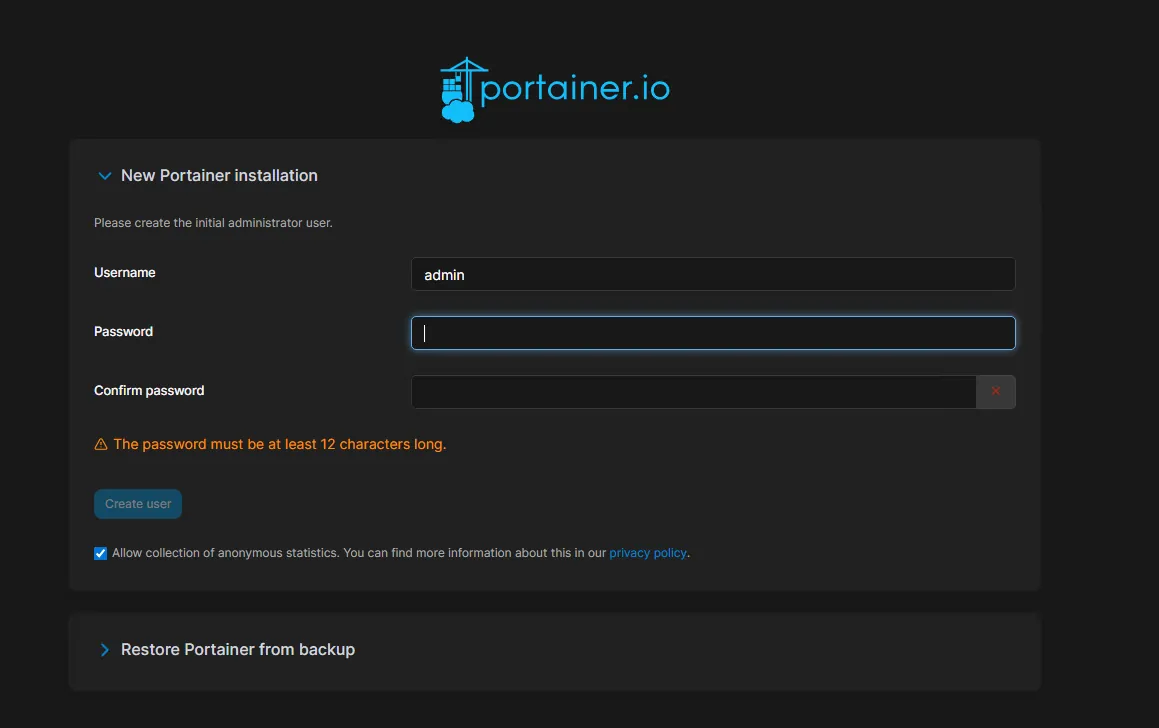 portainer.io
New Portainer installation
Please create the initial administrator user.
Username
admin
Password
Confirm password
The password must be at least 12 characters long.
Create user
Allow collection of anonymous statistics. You can find more information about this in our privacy policy.
Restore Portainer from backup